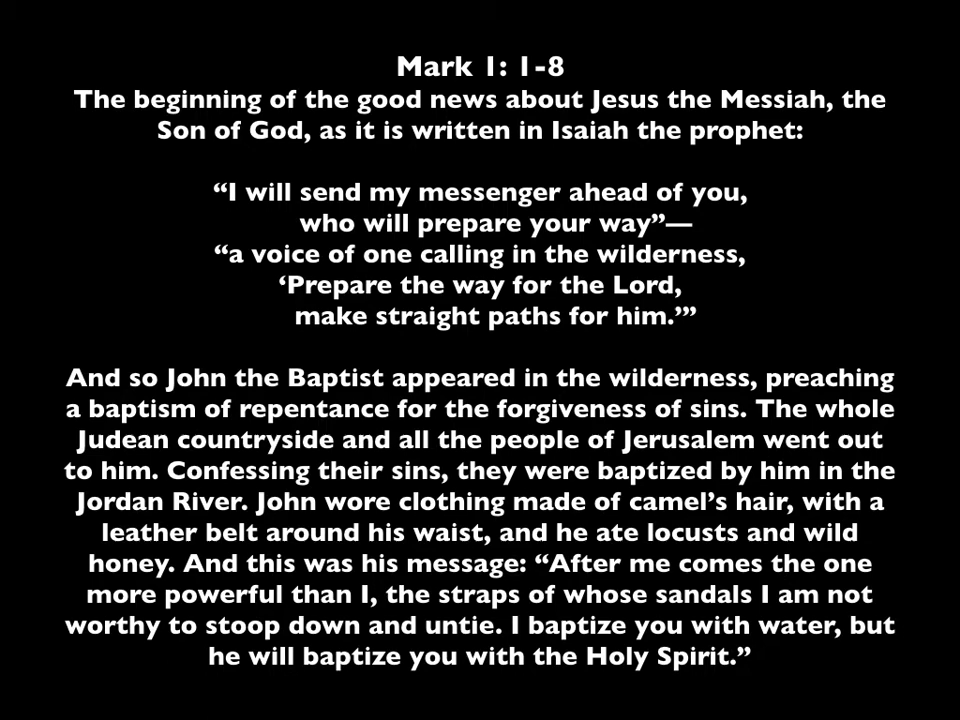 Mark 1: 1-8
The beginning of the good news about Jesus the Messiah, the
Son of God, as it is written in Isaiah the prophet:
“I will send my messenger ahead of you,
who will prepare your way”—
“a voice of one calling in the wilderness,
‘Prepare the way for the Lord,
make straight paths for him.’”
And so John the Baptist appeared in the wilderness, preaching
a baptism of repentance for the forgiveness of sins. The whole
Judean countryside and all the people of Jerusalem went out
to him. Confessing their sins, they were baptized by him in the
Jordan River. John wore clothing made of camel’s hair, with a
leather belt around his waist, and he ate locusts and wild
honey. And this was his message: “After me comes the one
more powerful than I, the straps of whose sandals I am not
worthy to stoop down and untie. I baptize you with water, but
he will baptize you with the Holy Spirit.”